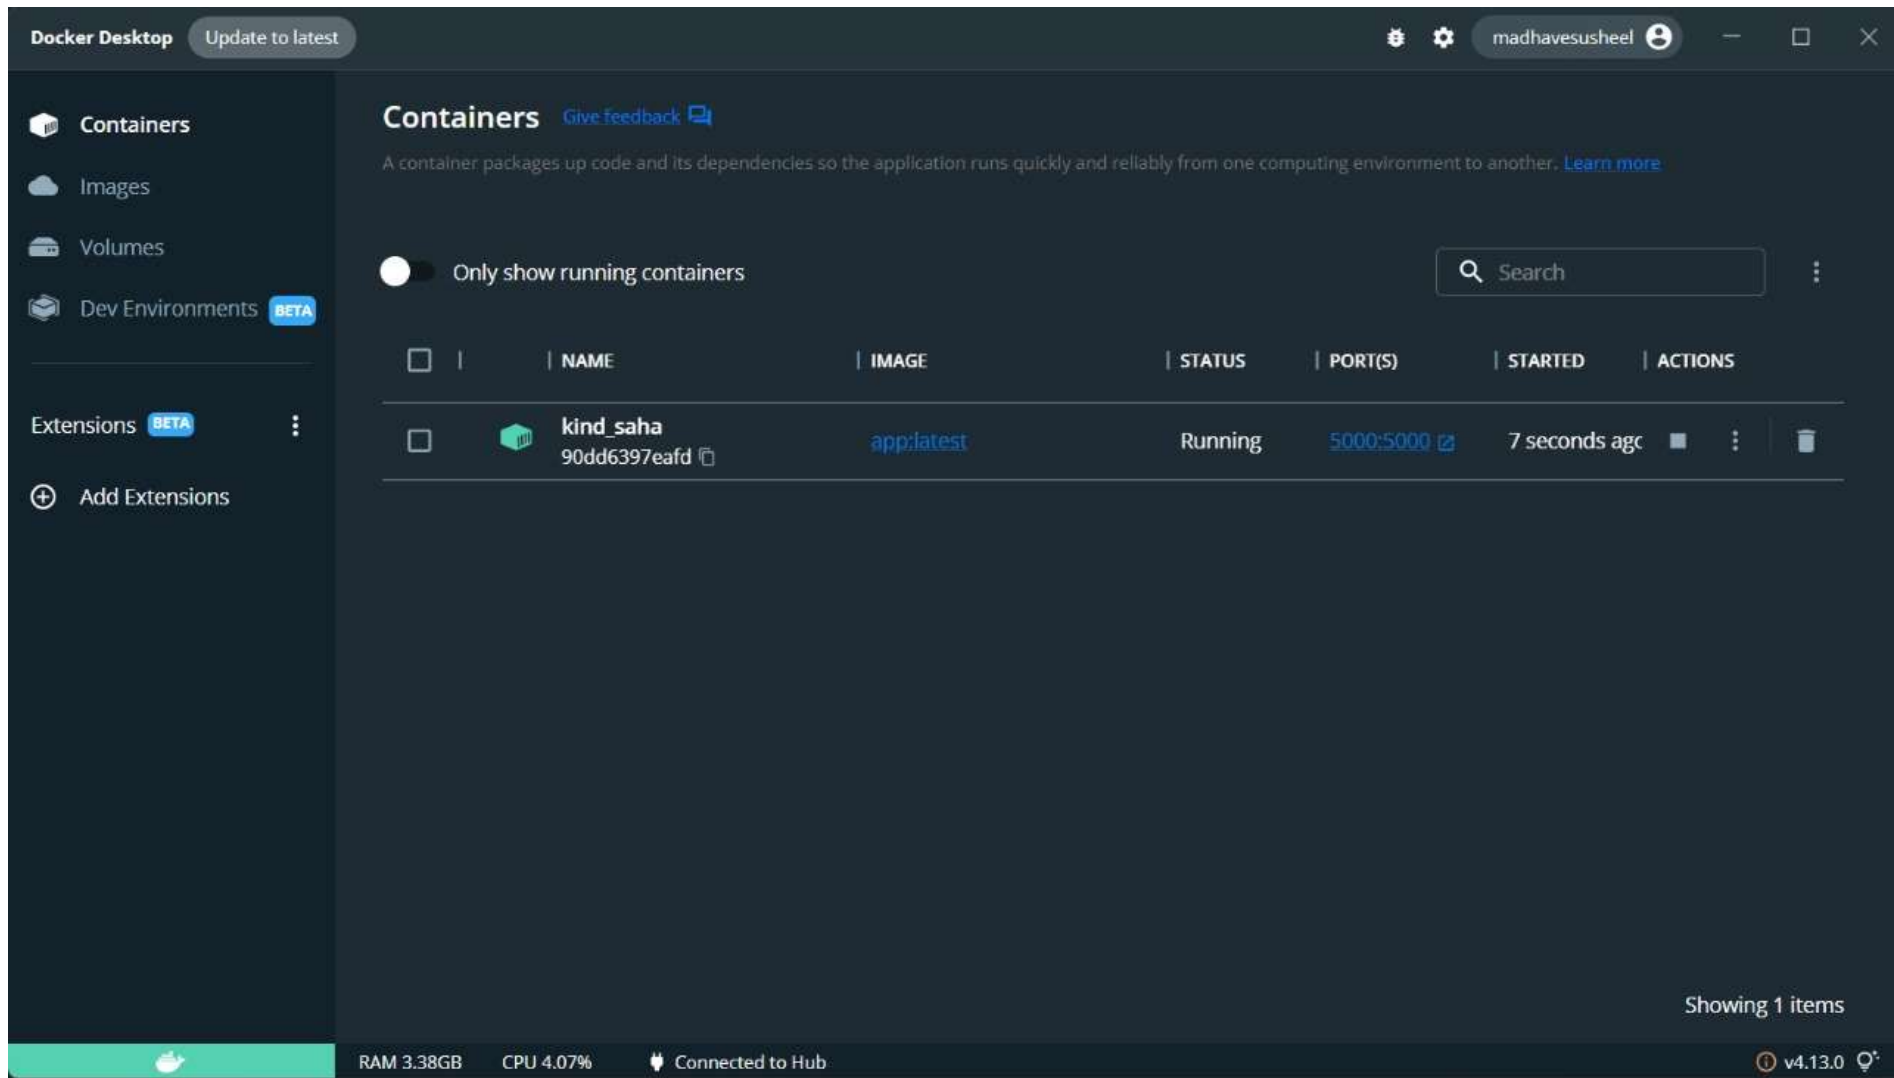 Docker Desktop Update to latest madhavesusheel
Containers
Images
Volumes
Dev Environments BETA
Extensions BETA
Add Extensions
Containers Give feedback
A container packages up code and its dependencies so the application runs quickly and reliably from one computing environment to another. Learn more
Only show running containers Search
NAME IMAGE STATUS PORT(S) STARTED ACTIONS
kind_saha
90dd6397eafd app:latest Running 5000:5000 7 seconds agc
Showing 1 items
RAM 3.38GB CPU 4.07% Connected to Hub v4.13.0